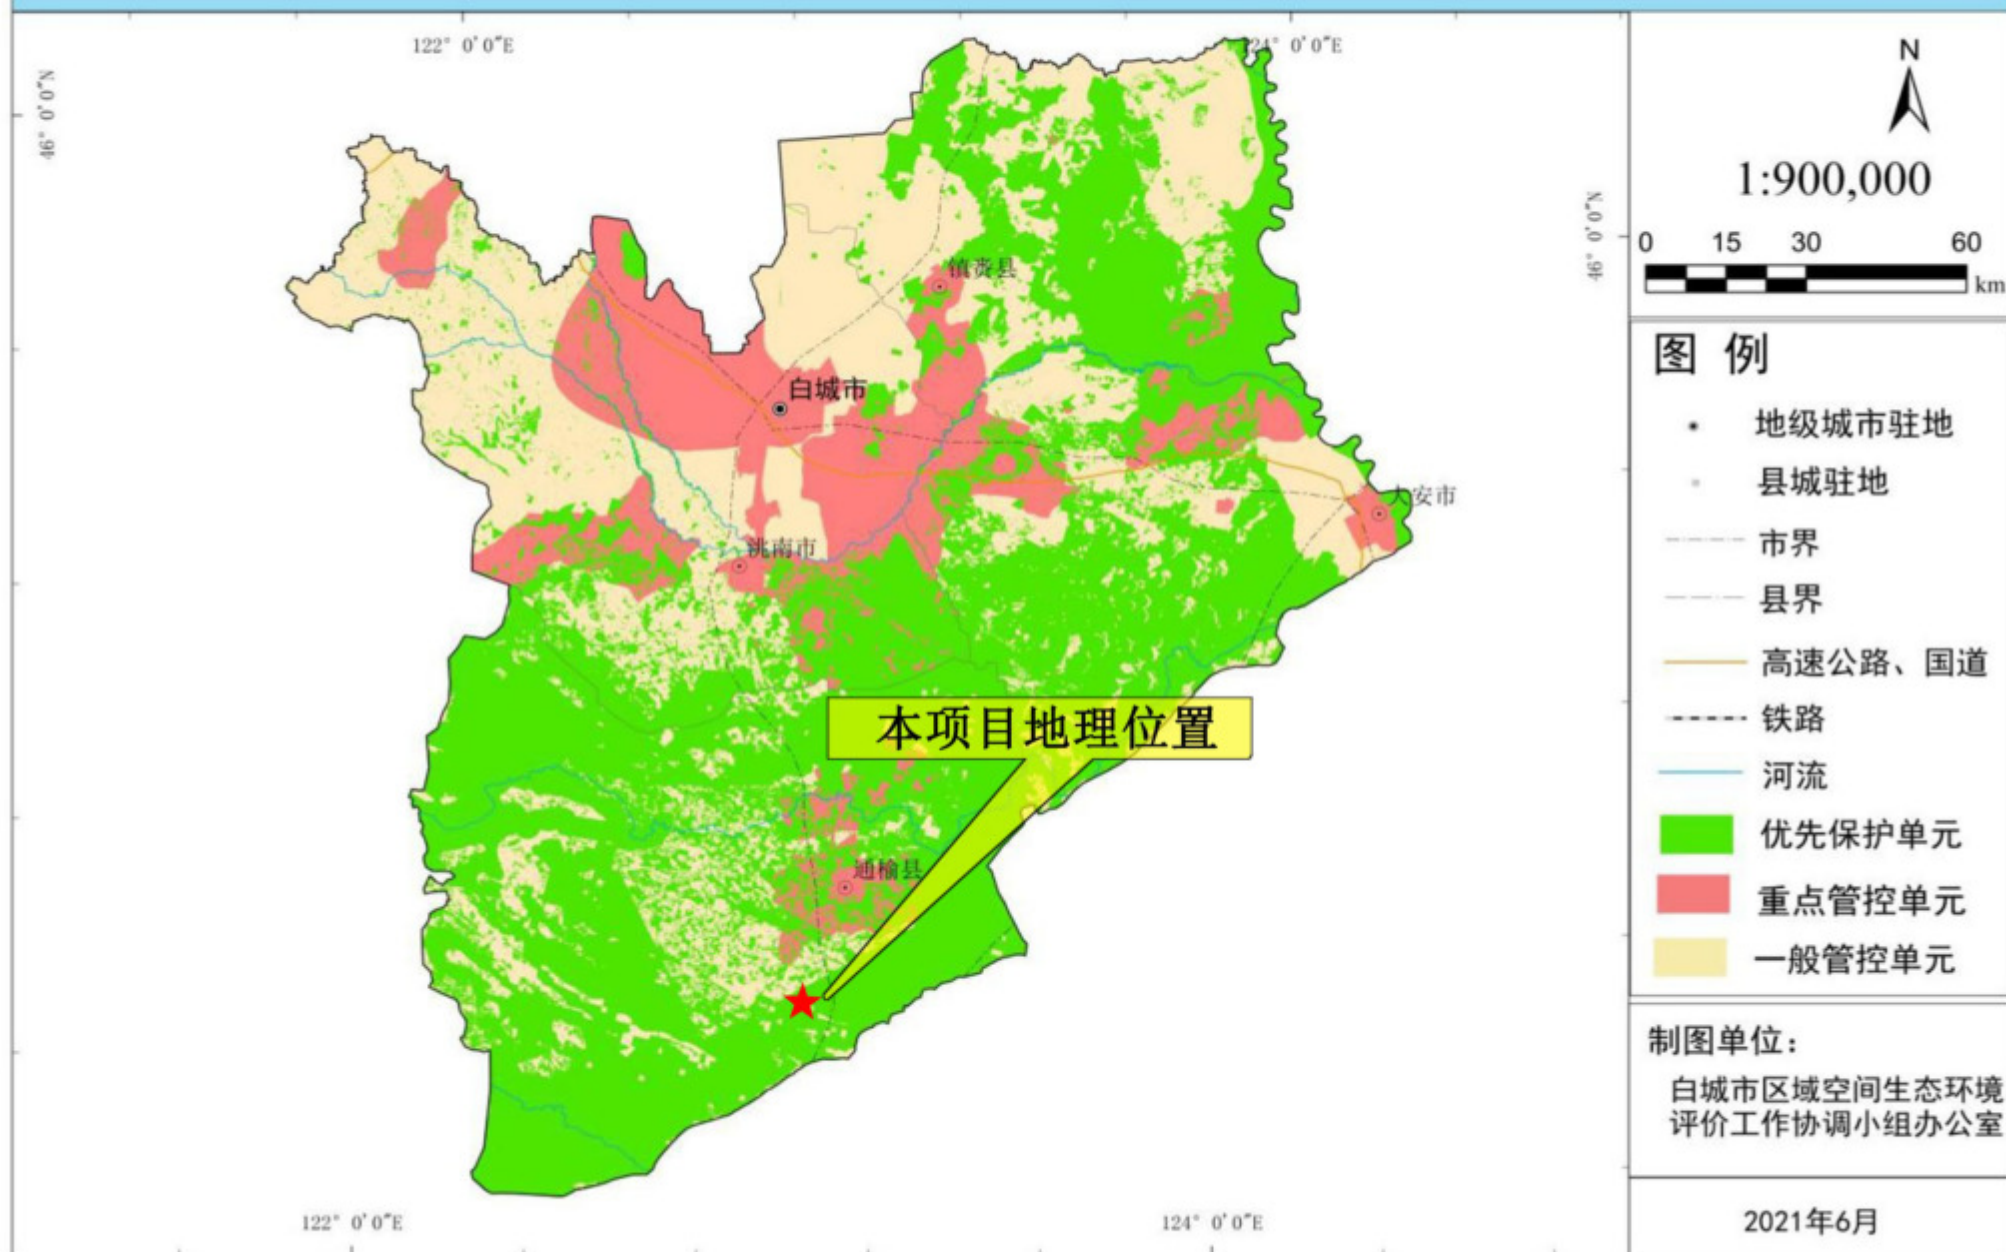 122° 0′0″E
124° 0′0″E
46° 0′0″N
46° 0′0″N
镇赉县
白城市
大安市
洮南市
本项目地理位置
通榆县
122° 0′0″E
124° 0′0″E
N
1:900,000
0 15 30 60
km
图 例
地级城市驻地
县城驻地
市界
县界
高速公路、国道
铁路
河流
优先保护单元
重点管控单元
一般管控单元
制图单位：
白城市区域空间生态环境
评价工作协调小组办公室
2021年6月